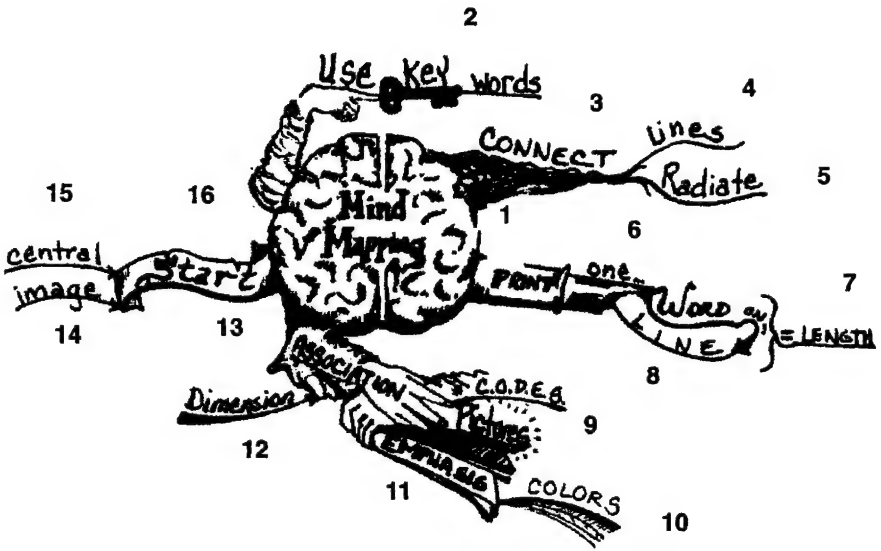 2
USE KEY WORDS
3
4
CONNECT
Lines
Radiate
5
15
16
Mind
Mapping
1
6
central
image
Start
PRINT one
WORD
LINE
= LENGTH
7
14
13
8
ASSOCIATION
C.O.D.E.S.
Pictures
9
Dimension
12
EMPHASIS
11
COLORS
10